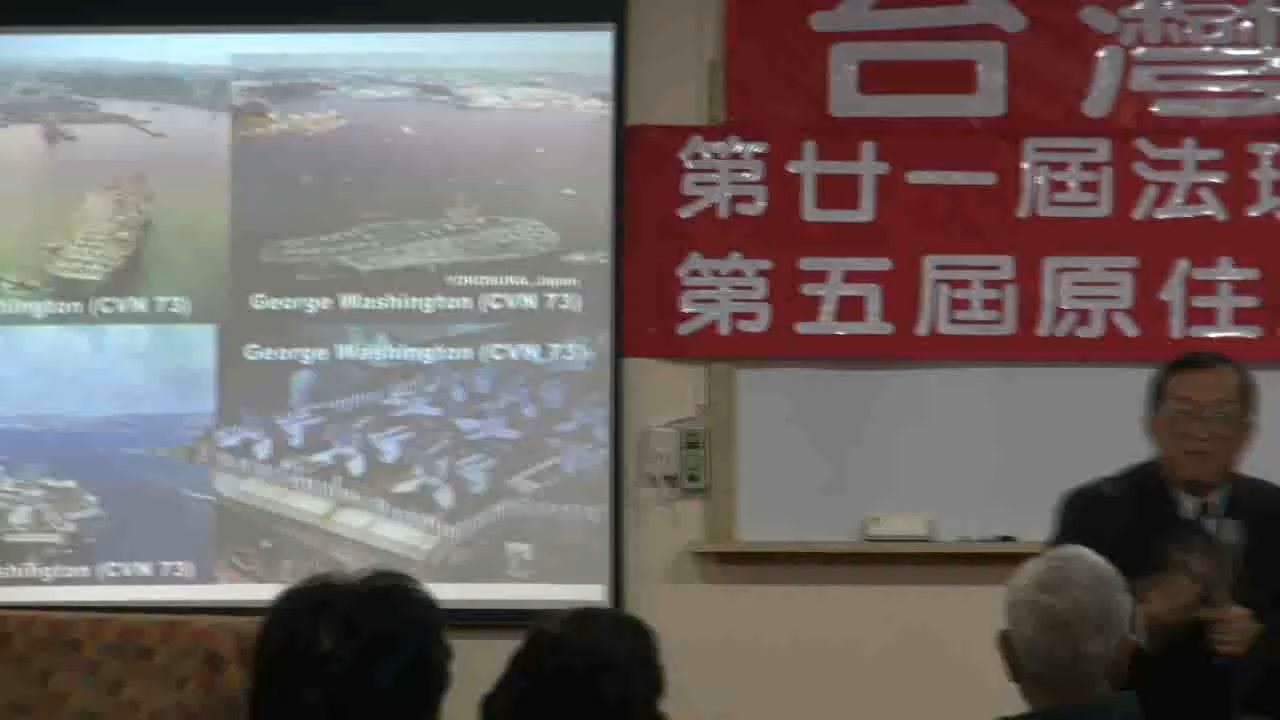 YOKOSUKA, Japan
hington (CVN 73)
George Washington (CVN 73)
George Washington (CVN 73)
shington (CVN 73)
台灣
第廿一屆法
第五屆原住